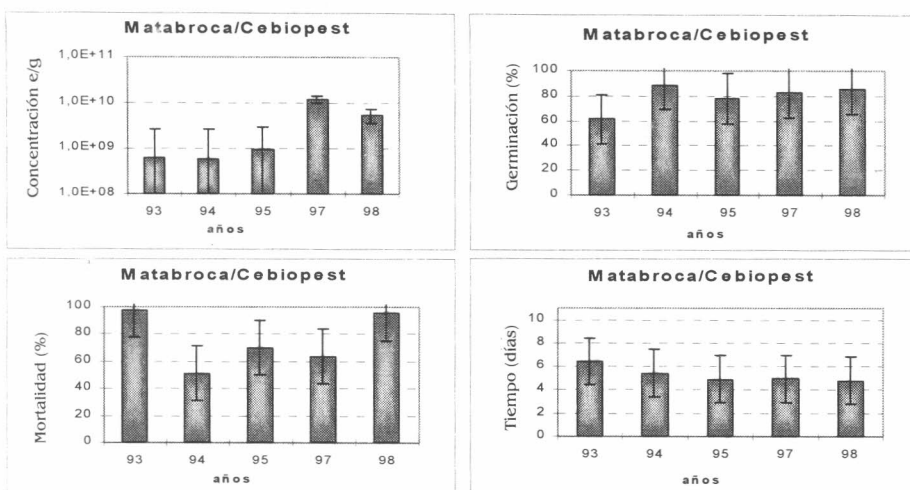 Matabroca/Cebiopest
Concentración e/g
1,0E+11
1,0E+10
1,0E+09
1,0E+08
93 94 95 97 98
años
Matabroca/Cebiopest
Germinación (%)
100
80
60
40
20
0
93 94 95 97 98
años
Matabroca/Cebiopest
Mortalidad (%)
100
80
60
40
20
0
93 94 95 97 98
años
Matabroca/Cebiopest
Tiempo (días)
10
8
6
4
2
0
93 94 95 97 98
años